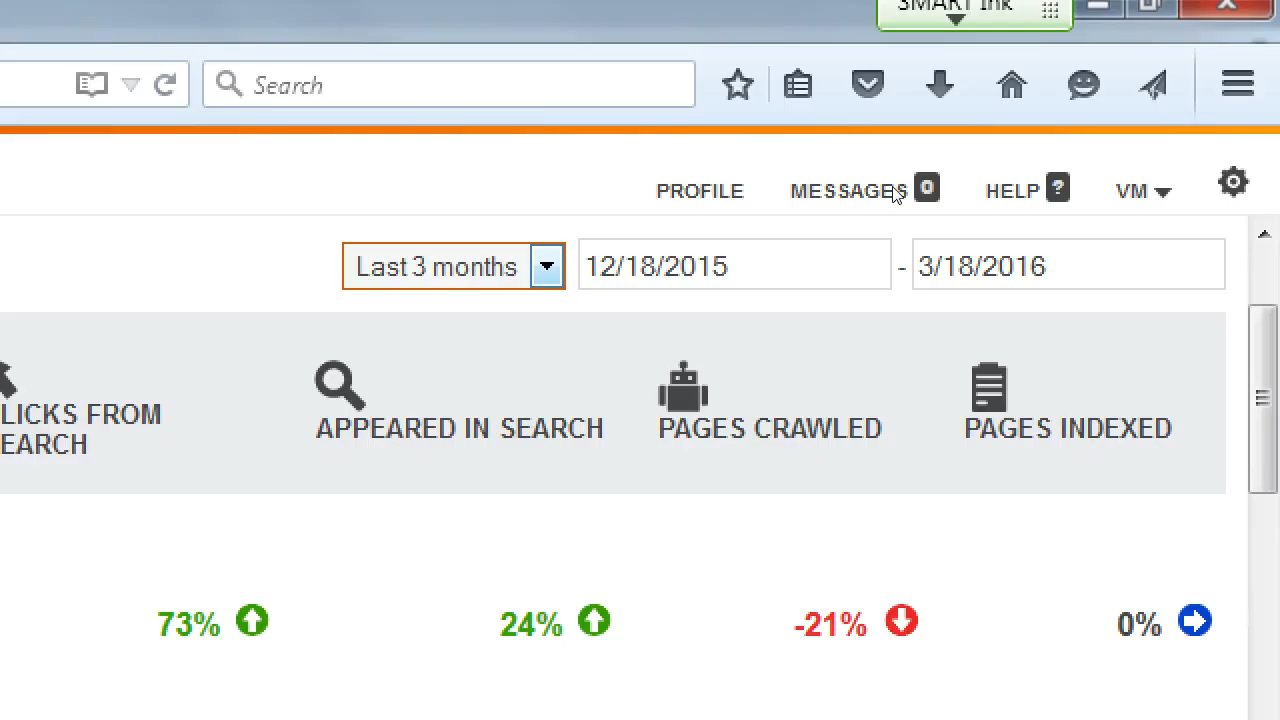 SMART Ink
Search
PROFILE MESSAGES 0 HELP ? VM
Last 3 months 12/18/2015 - 3/18/2016
LICKS FROM
EARCH
APPEARED IN SEARCH
PAGES CRAWLED
PAGES INDEXED
73% 24% -21% 0%